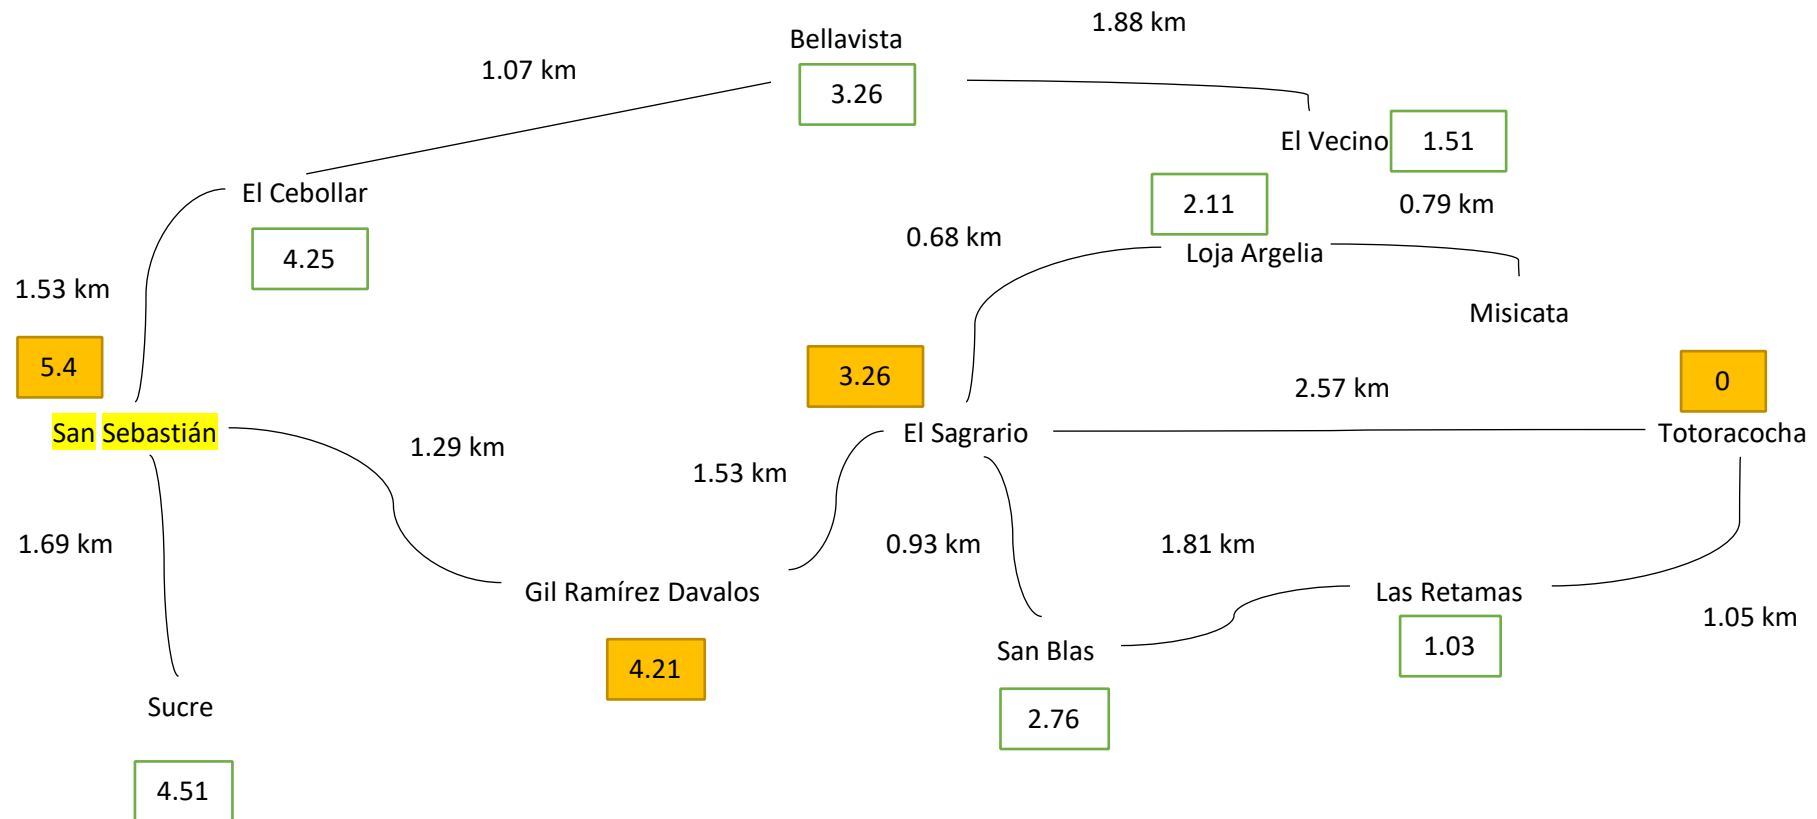 1.88 km
Bellavista
1.07 km
3.26
El Vecino
1.51
El Cebollar
2.11
0.79 km
0.68 km
Loja Argelia
4.25
1.53 km
Misicata
5.4
3.26
2.57 km
0
San Sebastián
1.29 km
El Sagrario
Totoracocha
1.53 km
1.69 km
0.93 km
1.81 km
Gil Ramírez Davalos
Las Retamas
1.05 km
San Blas
1.03
4.21
Sucre
2.76
4.51